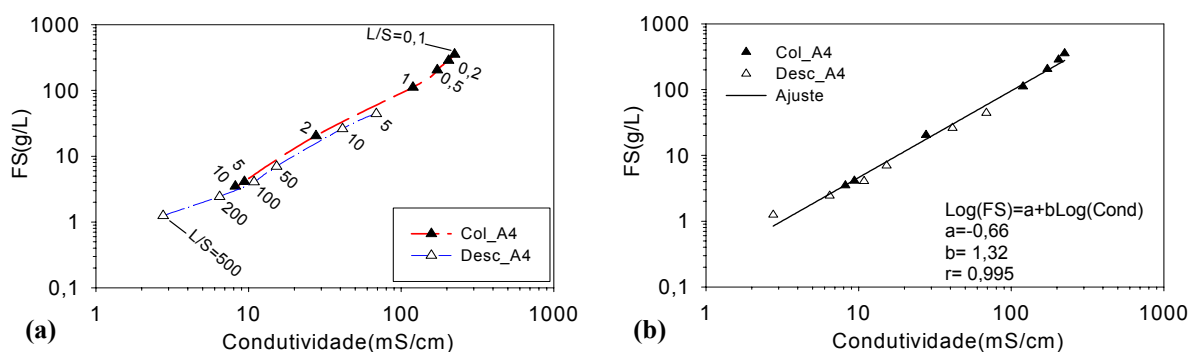 1000
100
10
1
0,1
FS(g/L)
L/S=0,1
0,2
0,5
1
2
5
10
5
10
50
100
200
L/S=500
Col_A4
Desc_A4
1
10
100
1000
Condutividade(mS/cm)
(a)
1000
100
10
1
0,1
FS(g/L)
Col_A4
Desc_A4
Ajuste
Log(FS)=a+bLog(Cond)
a=-0,66
b= 1,32
r= 0,995
1
10
100
1000
Condutividade(mS/cm)
(b)